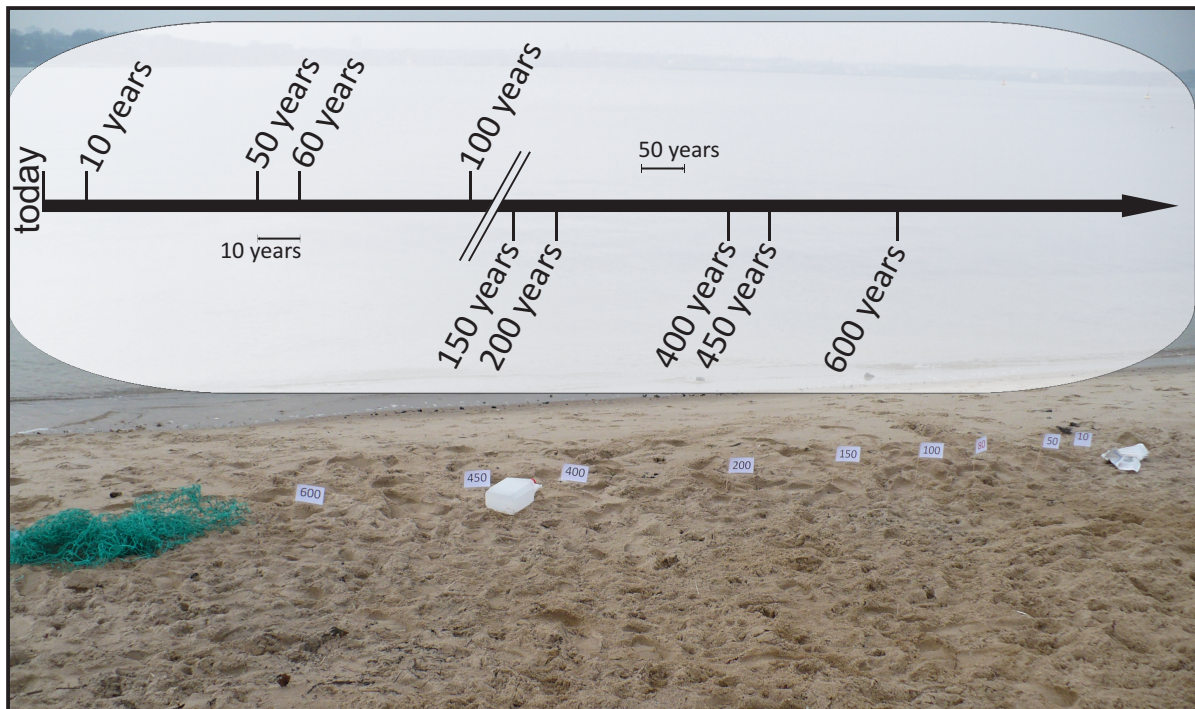 today
10 years
50 years
60 years
100 years
50 years
10 years
150 years
200 years
400 years
450 years
600 years
600
450
400
200
150
100
50
10